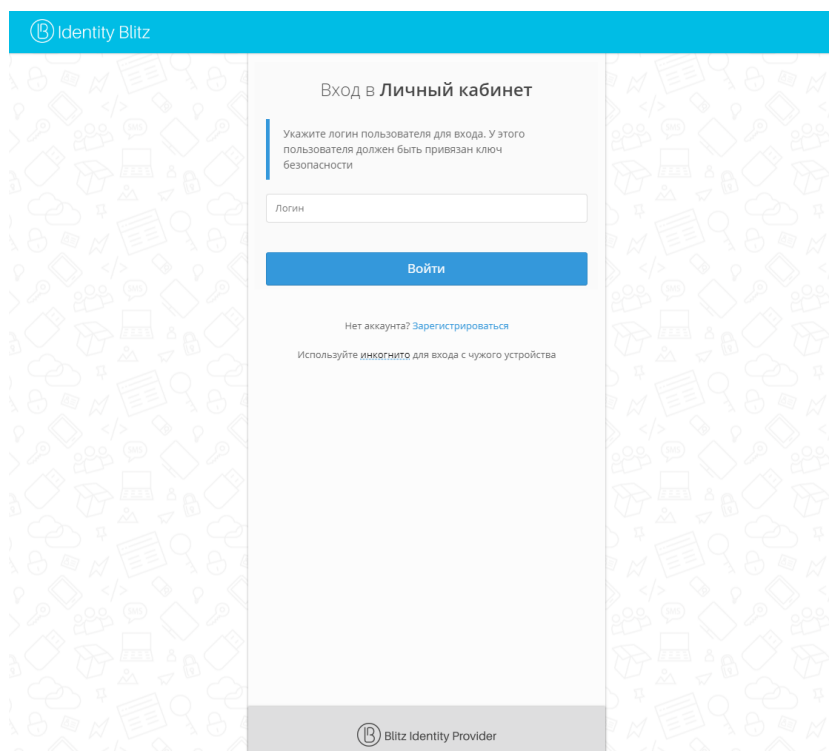 Identity Blitz
Вход в Личный кабинет
Укажите логин пользователя для входа. У этого
пользователя должен быть привязан ключ
безопасности
Логин
Войти
Нет аккаунта? Зарегистрироваться
Используйте инкогнито для входа с чужого устройства
Blitz Identity Provider